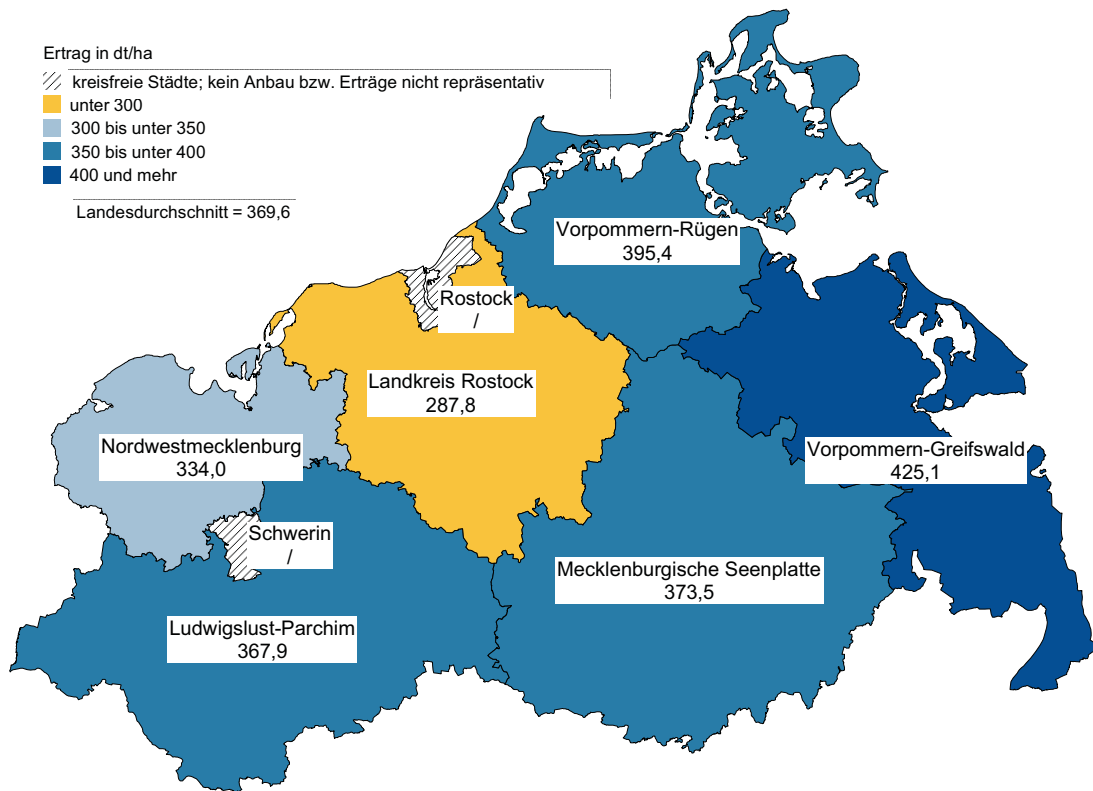 Ertrag in dt/ha
kreisfreie Städte; kein Anbau bzw. Erträge nicht repräsentativ
unter 300
300 bis unter 350
350 bis unter 400
400 und mehr
Landesdurchschnitt = 369,6
Vorpommern-Rügen
395,4
Rostock
/
Landkreis Rostock
287,8
Nordwestmecklenburg
334,0
Vorpommern-Greifswald
425,1
Schwerin
/
Mecklenburgische Seenplatte
373,5
Ludwigslust-Parchim
367,9